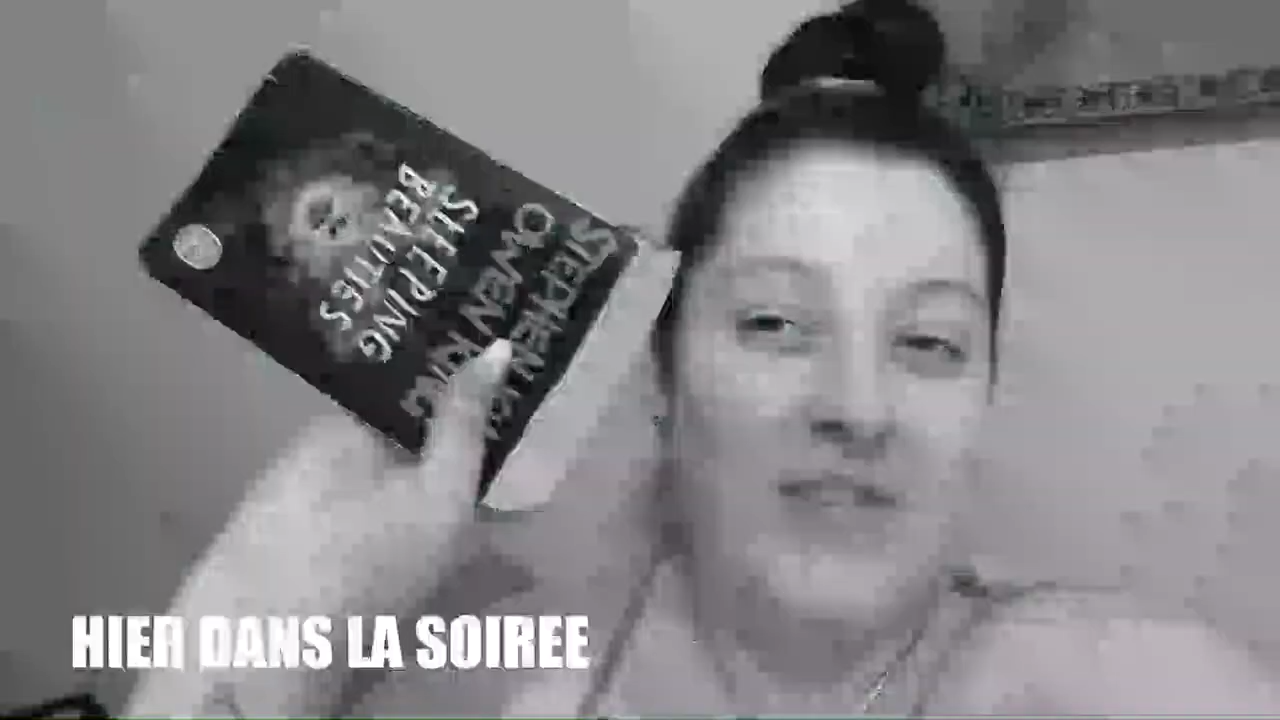 STEPHEN KING
OWEN KING
SLEEPING
BEAUTIES
HIER DANS LA SOIREE